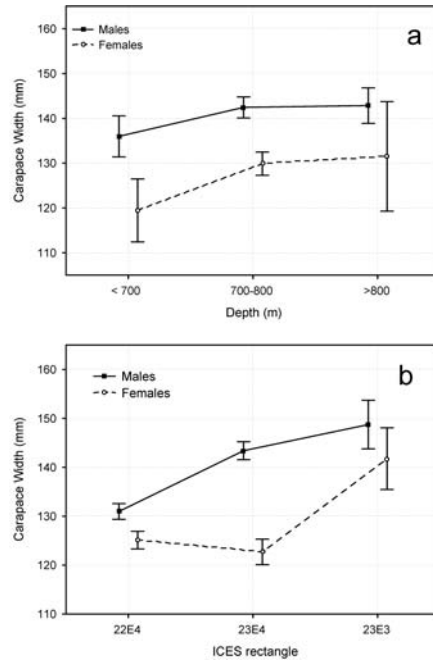 a
Males
Females
Carapace Width (mm)
160
150
140
130
120
110
< 700
700-800
>800
Depth (m)
b
Males
Females
Carapace Width (mm)
160
150
140
130
120
110
22E4
23E4
23E3
ICES rectangle